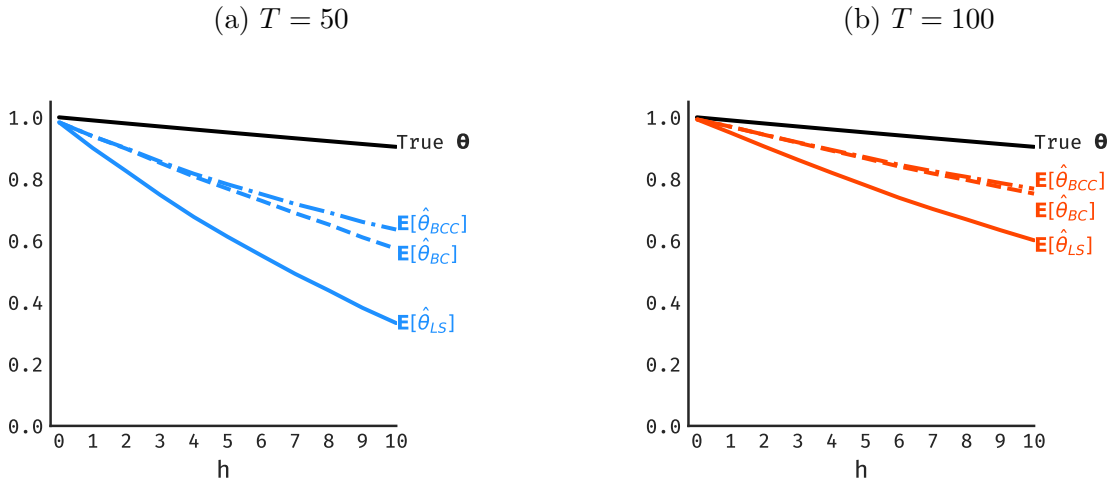 (a) T = 50
1.0
0.8
0.6
0.4
0.2
0.0
0 1 2 3 4 5 6 7 8 9 10
h
True θ
E[θ̂_BCC]
E[θ̂_BC]
E[θ̂_LS]
(b) T = 100
1.0
0.8
0.6
0.4
0.2
0.0
0 1 2 3 4 5 6 7 8 9 10
h
True θ
E[θ̂_BCC]
E[θ̂_BC]
E[θ̂_LS]